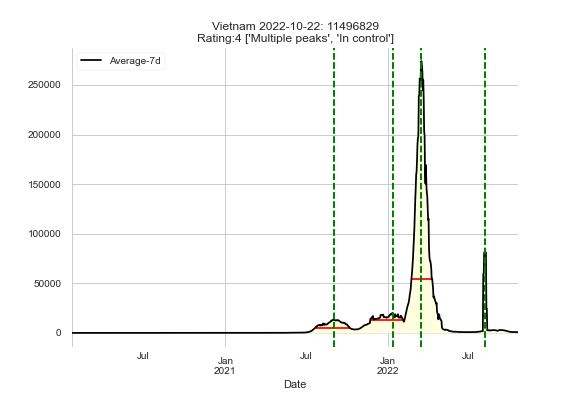 Vietnam 2022-10-22: 11496829
Rating:4 ['Multiple peaks', 'In control']
Average-7d
250000
200000
150000
100000
50000
0
Jul
Jan
2021
Jul
Jan
2022
Jul
Date